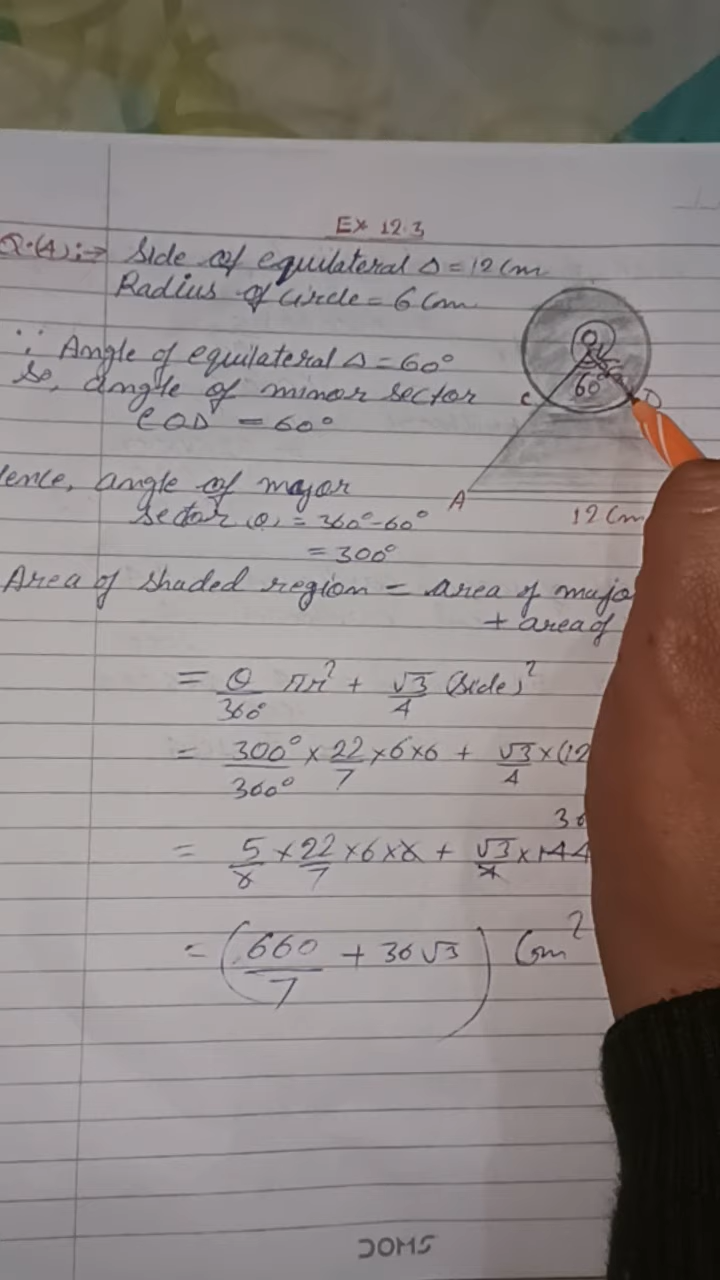 Ex 12.3
Q.(4) :→ Side of equilateral Δ = 12 Cm
Radius of Circle = 6 Cm
∵ Angle of equilateral Δ = 60°
So, angle of minor sector
COD = 60°
ence, angle of major
sector (θ) = 360° - 60°
= 300°
Area of shaded region = area of majo
+ area of
= θ/360° πr² + √3/4 (side)²
= 300°/360° × 22/7 × 6 × 6 + √3/4 × (12
36
= 5/6 × 22/7 × 6 × 6 + √3/4 × 144
= (660/7 + 36√3) Cm²
O
60°
C
D
A
12 Cm
DOMS